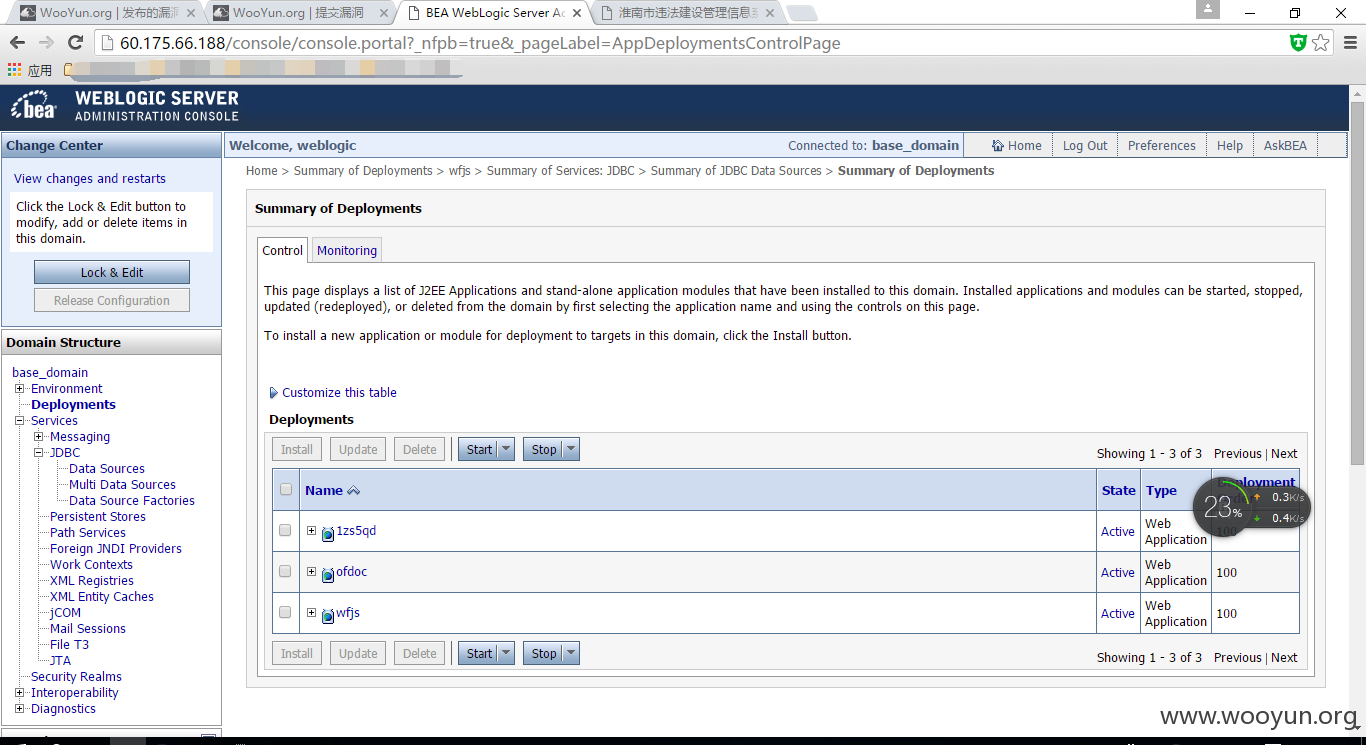 WooYun.org | 发布的漏洞
WooYun.org | 提交漏洞
BEA WebLogic Server Ad
淮南市违法建设管理信息系
60.175.66.188/console/console.portal?_nfpb=true&_pageLabel=AppDeploymentsControlPage
应用
bea
WEBLOGIC SERVER
ADMINISTRATION CONSOLE
Change Center
View changes and restarts
Click the Lock & Edit button to
modify, add or delete items in
this domain.
Lock & Edit
Release Configuration
Domain Structure
base_domain
Environment
Deployments
Services
Messaging
JDBC
Data Sources
Multi Data Sources
Data Source Factories
Persistent Stores
Path Services
Foreign JNDI Providers
Work Contexts
XML Registries
XML Entity Caches
jCOM
Mail Sessions
File T3
JTA
Security Realms
Interoperability
Diagnostics
Welcome, weblogic
Connected to: base_domain
Home
Log Out
Preferences
Help
AskBEA
Home > Summary of Deployments > wfjs > Summary of Services: JDBC > Summary of JDBC Data Sources > Summary of Deployments
Summary of Deployments
Control
Monitoring
This page displays a list of J2EE Applications and stand-alone application modules that have been installed to this domain. Installed applications and modules can be started, stopped,
updated (redeployed), or deleted from the domain by first selecting the application name and using the controls on this page.
To install a new application or module for deployment to targets in this domain, click the Install button.
Customize this table
Deployments
Install Update Delete Start Stop
Showing 1 - 3 of 3 Previous | Next
Name State Type Deployment
1zs5qd Active Web
Application 100
ofdoc Active Web
Application 100
wfjs Active Web
Application 100
23%
0.3K/s
0.4K/s
Install Update Delete Start Stop
Showing 1 - 3 of 3 Previous | Next
www.wooyun.org